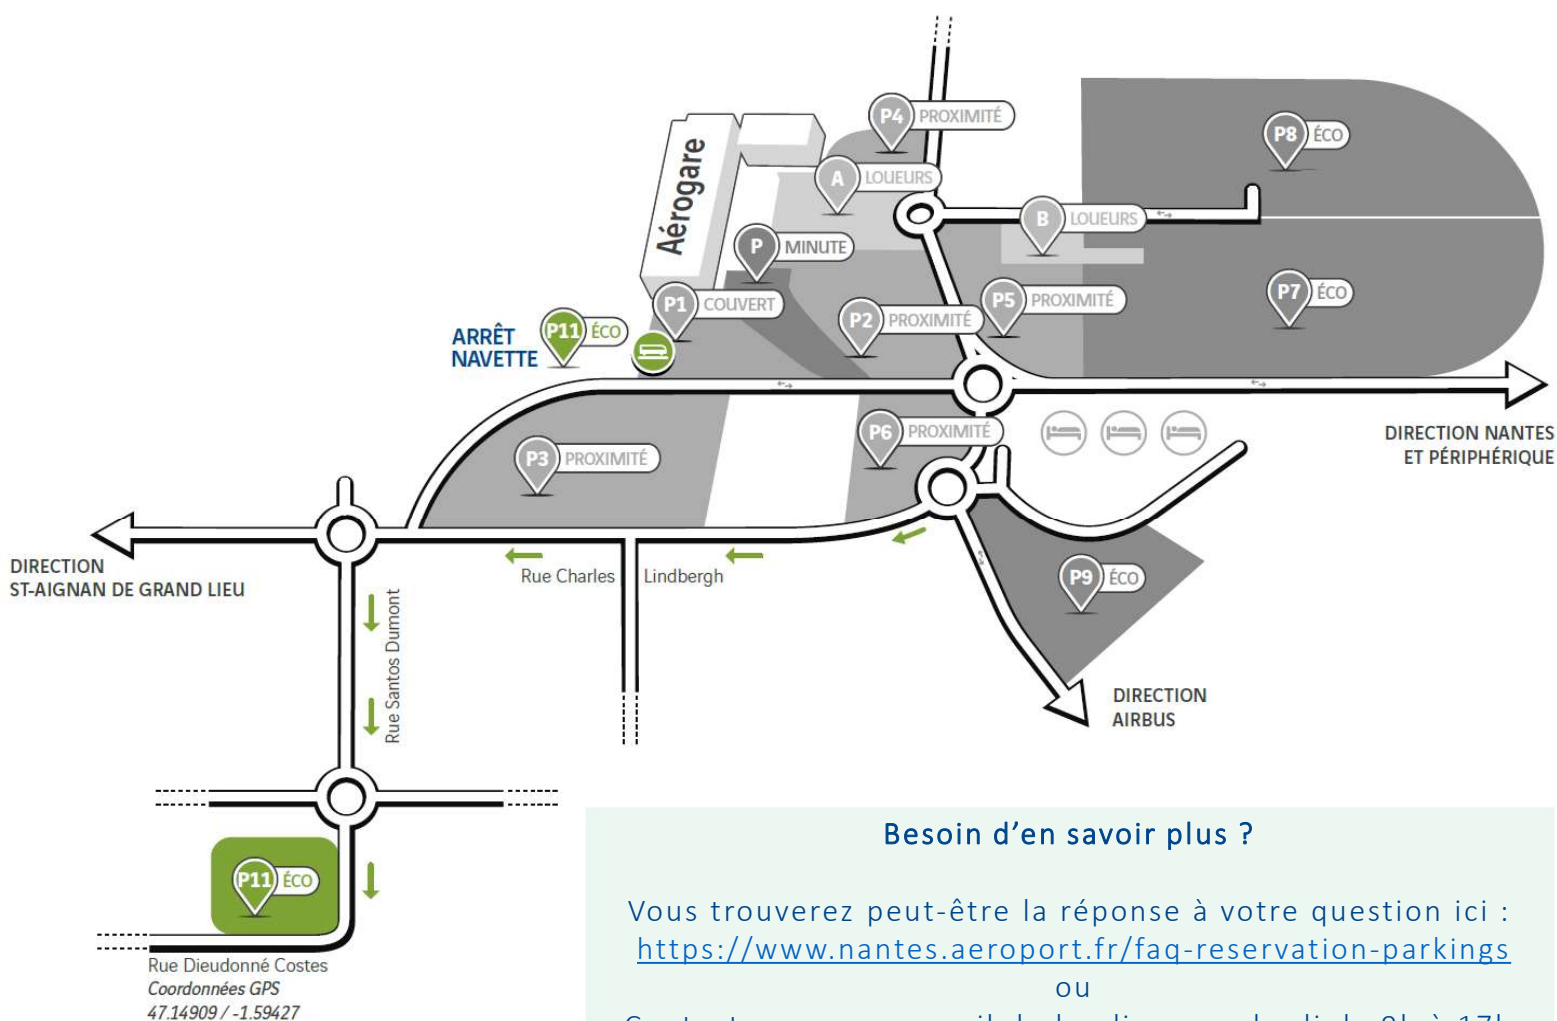 P4 PROXIMITÉ
P8 ÉCO
Aérogare
A LOUEURS
B LOUEURS
P MINUTE
P1 COUVERT
P5 PROXIMITÉ
P7 ÉCO
P2 PROXIMITÉ
P11 ÉCO
ARRÊT
NAVETTE
P6 PROXIMITÉ
P3 PROXIMITÉ
DIRECTION NANTES
ET PÉRIPHÉRIQUE
DIRECTION
ST-AIGNAN DE GRAND LIEU
Rue Charles Lindbergh
P9 ÉCO
Rue Santos Dumont
DIRECTION
AIRBUS
P11 ÉCO
Rue Dieudonné Costes
Coordonnées GPS
47.14909 / -1.59427
Besoin d'en savoir plus ?
Vous trouverez peut-être la réponse à votre question ici :
https://www.nantes.aeroport.fr/faq-reservation-parkings
ou